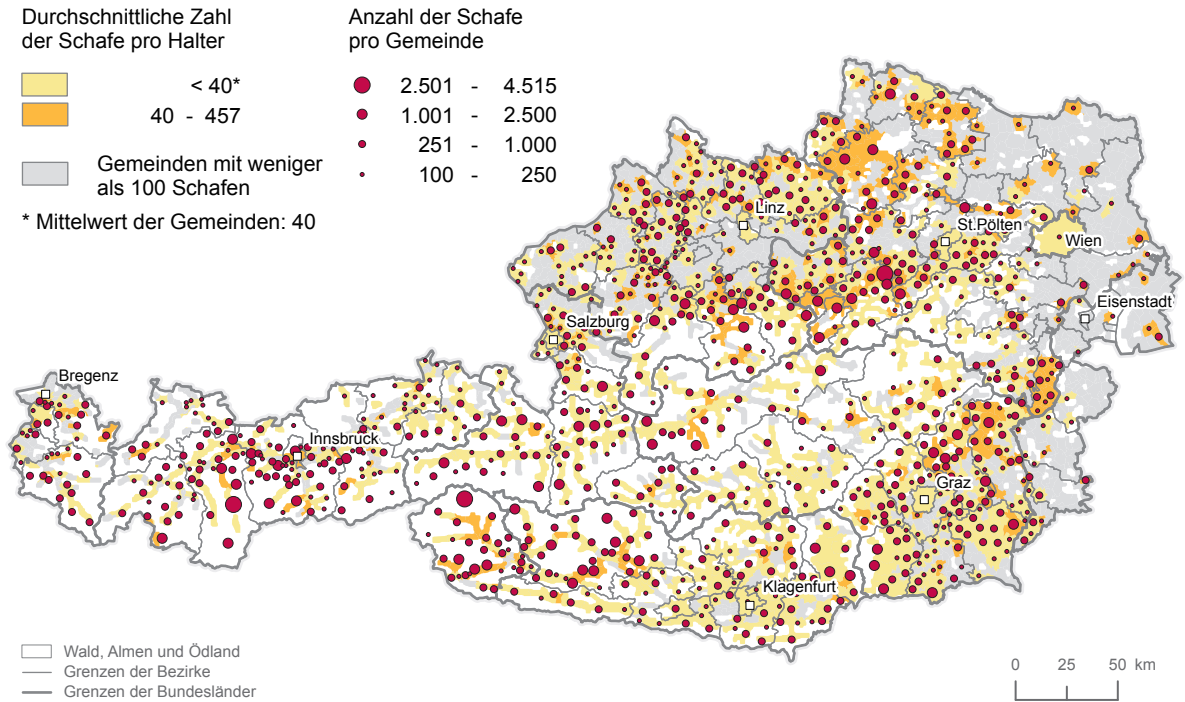 Durchschnittliche Zahl
der Schafe pro Halter
< 40*
40 - 457
Gemeinden mit weniger
als 100 Schafen
* Mittelwert der Gemeinden: 40
Anzahl der Schafe
pro Gemeinde
2.501 - 4.515
1.001 - 2.500
251 - 1.000
100 - 250
Linz
St.Pölten
Wien
Eisenstadt
Salzburg
Bregenz
Innsbruck
Graz
Klagenfurt
Wald, Almen und Ödland
Grenzen der Bezirke
Grenzen der Bundesländer
0 25 50 km